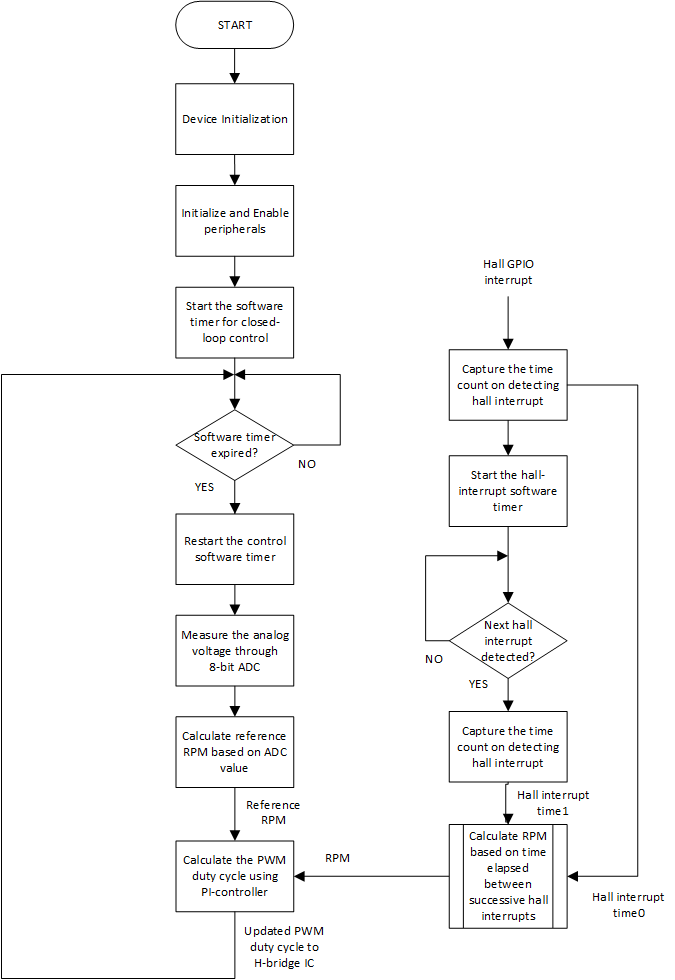 START
Device Initialization
Initialize and Enable
peripherals
Start the software
timer for closed-
loop control
Software timer
expired?
NO
YES
Restart the control
software timer
Measure the analog
voltage through
8-bit ADC
Calculate reference
RPM based on ADC
value
Reference
RPM
Calculate the PWM
duty cycle using
PI-controller
Updated PWM
duty cycle to
H-bridge IC
Hall GPIO
interrupt
Capture the time
count on detecting
hall interrupt
Start the hall-
interrupt software
timer
Next hall
interrupt
detected?
NO
YES
Capture the time
count on detecting
hall interrupt
Hall interrupt
time1
Calculate RPM
based on time
elapsed
between
successive hall
interrupts
RPM
Hall interrupt
time0